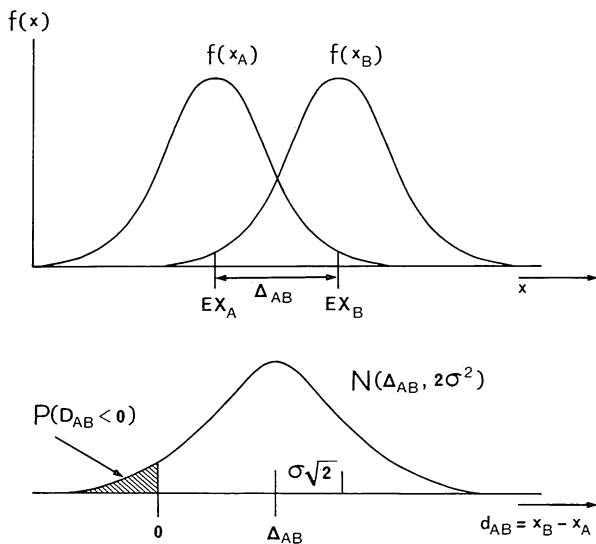 f(x)
f(x_A) f(x_B)
Δ_AB
x
EX_A EX_B
N(Δ_AB, 2σ²)
P(D_AB < 0)
σ√2
0 Δ_AB d_AB = x_B − x_A